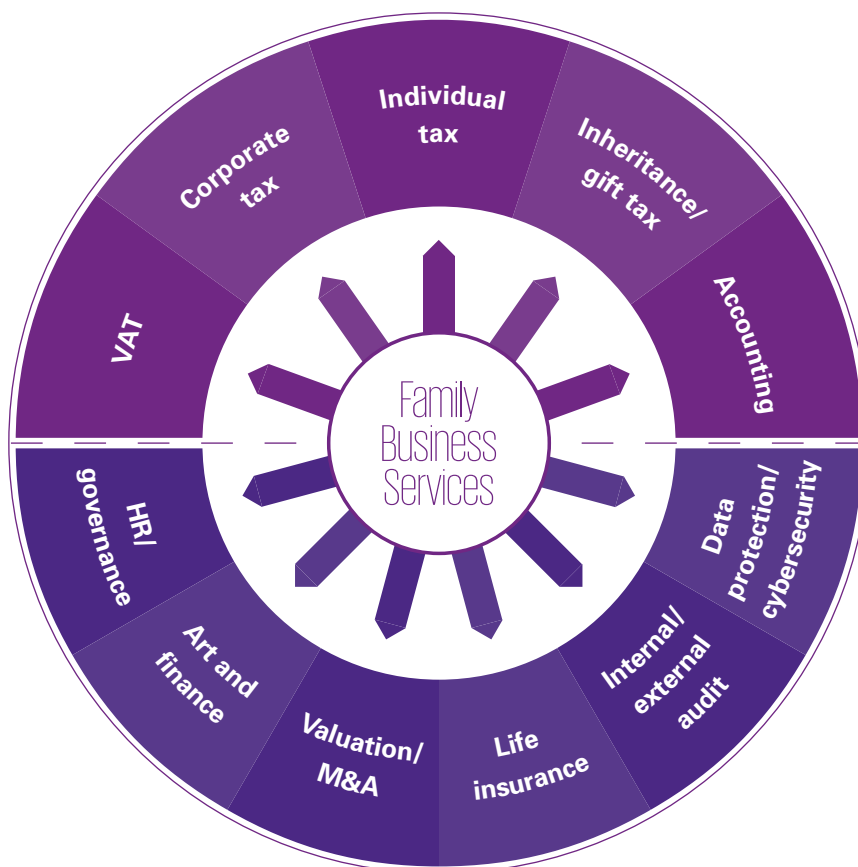 Individual
tax
Inheritance/
gift tax
Accounting
Data
protection/
cybersecurity
Internal/
external
audit
Life
insurance
Valuation/
M&A
Art and
finance
HR/
governance
VAT
Corporate
tax
Family
Business
Services